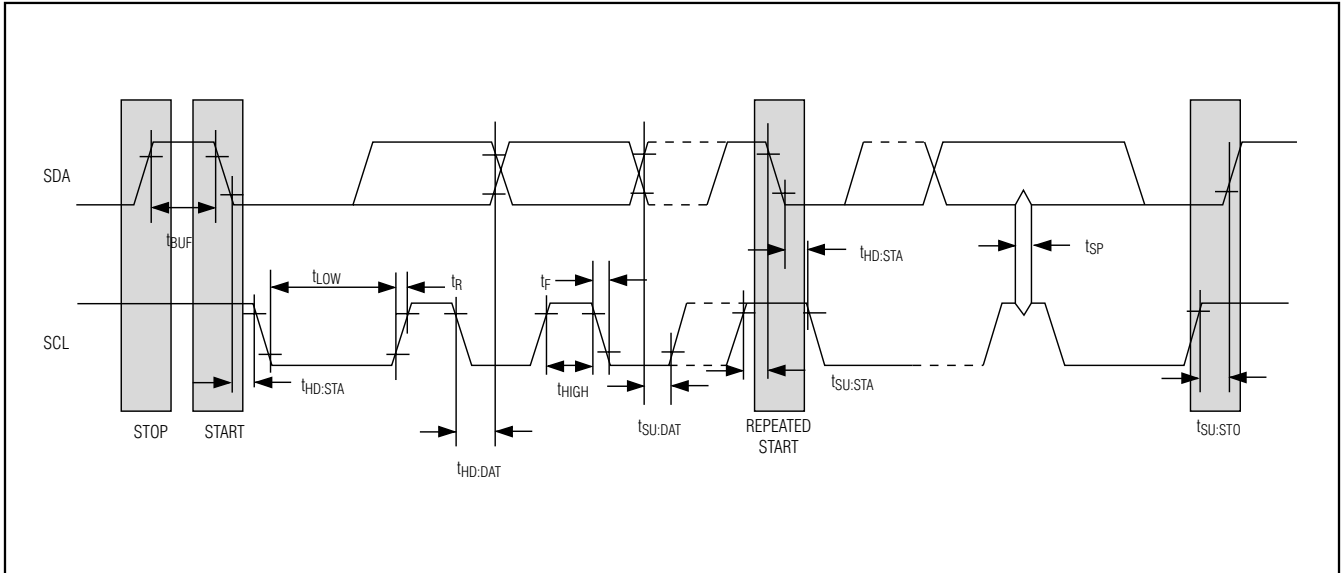 SDA
tBUF
tHD:STA
tSP
tLOW
tR
tF
SCL
tHD:STA
tHIGH
tSU:STA
tSU:DAT
STOP
START
REPEATED
START
tSU:STO
tHD:DAT